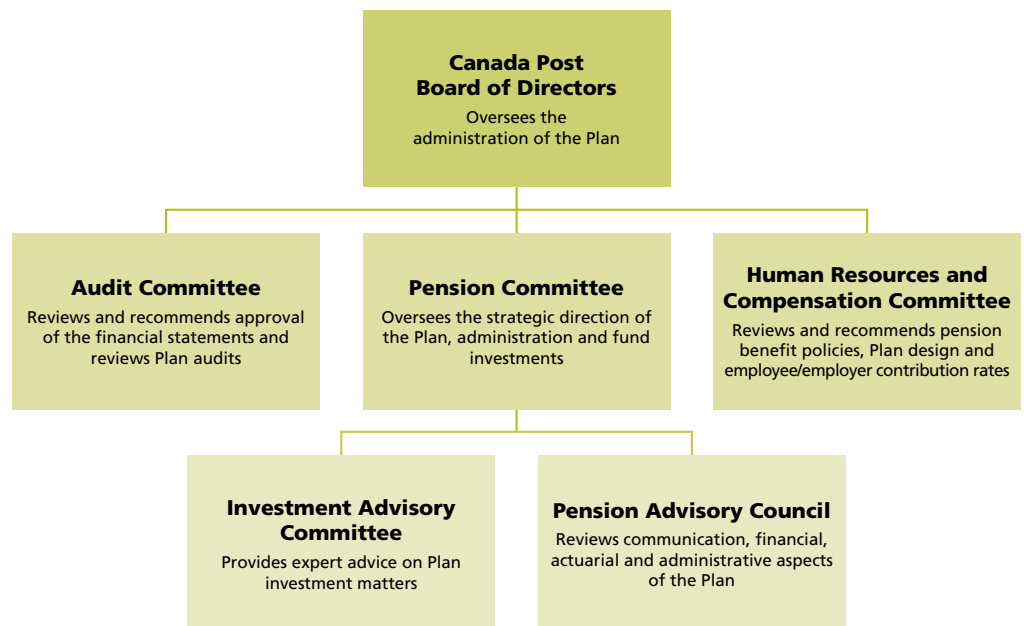 Canada Post
Board of Directors
Oversees the
administration of the Plan
Audit Committee
Reviews and recommends approval
of the financial statements and
reviews Plan audits
Pension Committee
Oversees the strategic direction of
the Plan, administration and fund
investments
Human Resources and
Compensation Committee
Reviews and recommends pension
benefit policies, Plan design and
employee/employer contribution rates
Investment Advisory
Committee
Provides expert advice on Plan
investment matters
Pension Advisory Council
Reviews communication, financial,
actuarial and administrative aspects
of the Plan